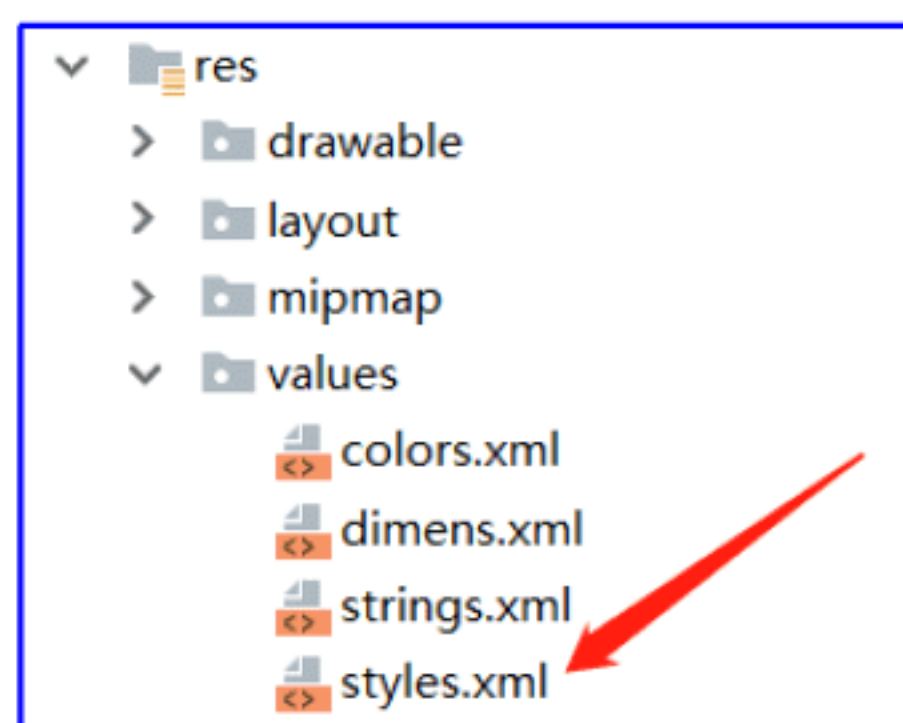 res
drawable
layout
mipmap
values
colors.xml
dimens.xml
strings.xml
styles.xml